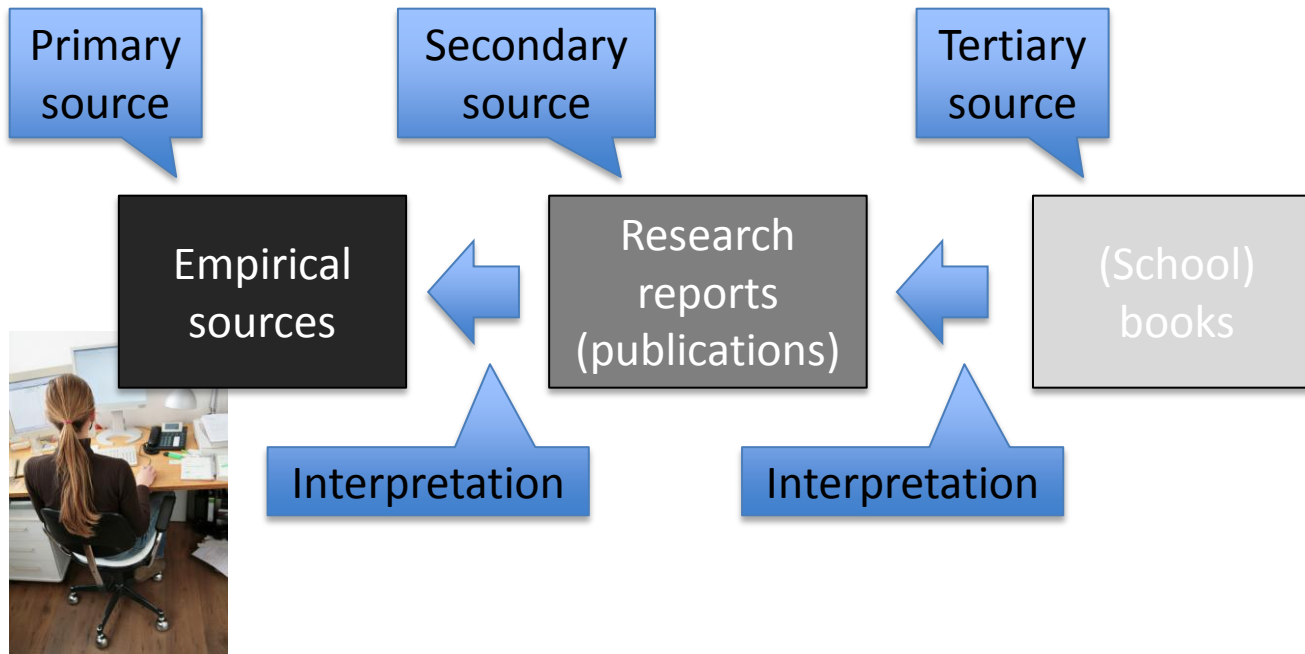 Primary
source
Secondary
source
Tertiary
source
Empirical
sources
Research
reports
(publications)
(School)
books
Interpretation
Interpretation